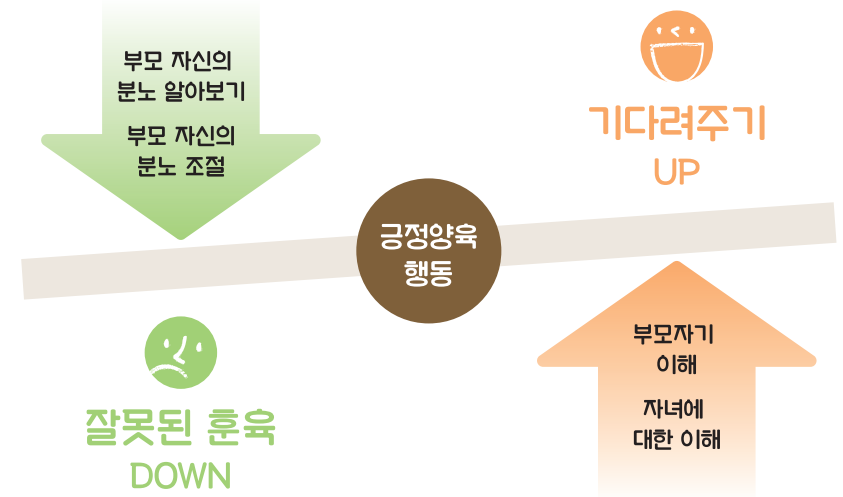 부모 자신의
분노 알아보기
부모 자신의
분노 조절
기다려주기
UP
긍정양육
행동
잘못된 훈육
DOWN
부모자기
이해
자녀에
대한 이해